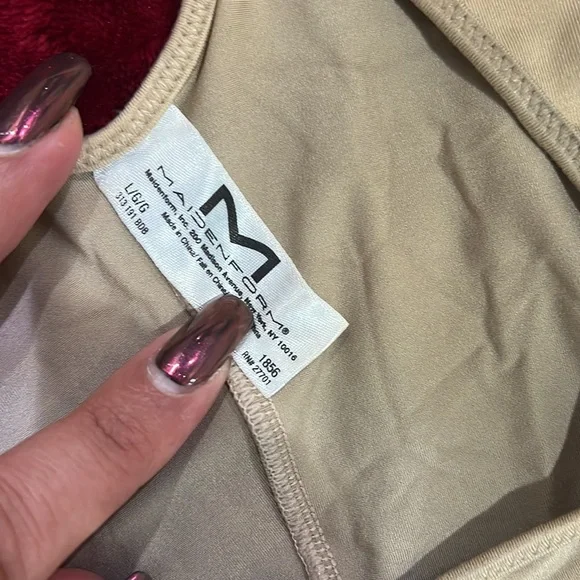 M
MAIDENFORM®
Maidenform, Inc. 200 Madison Avenue, New York, NY 10016
Made in China/ Fait en Chine/
L/G/G
313 191 BDB
1856
RN# 27701